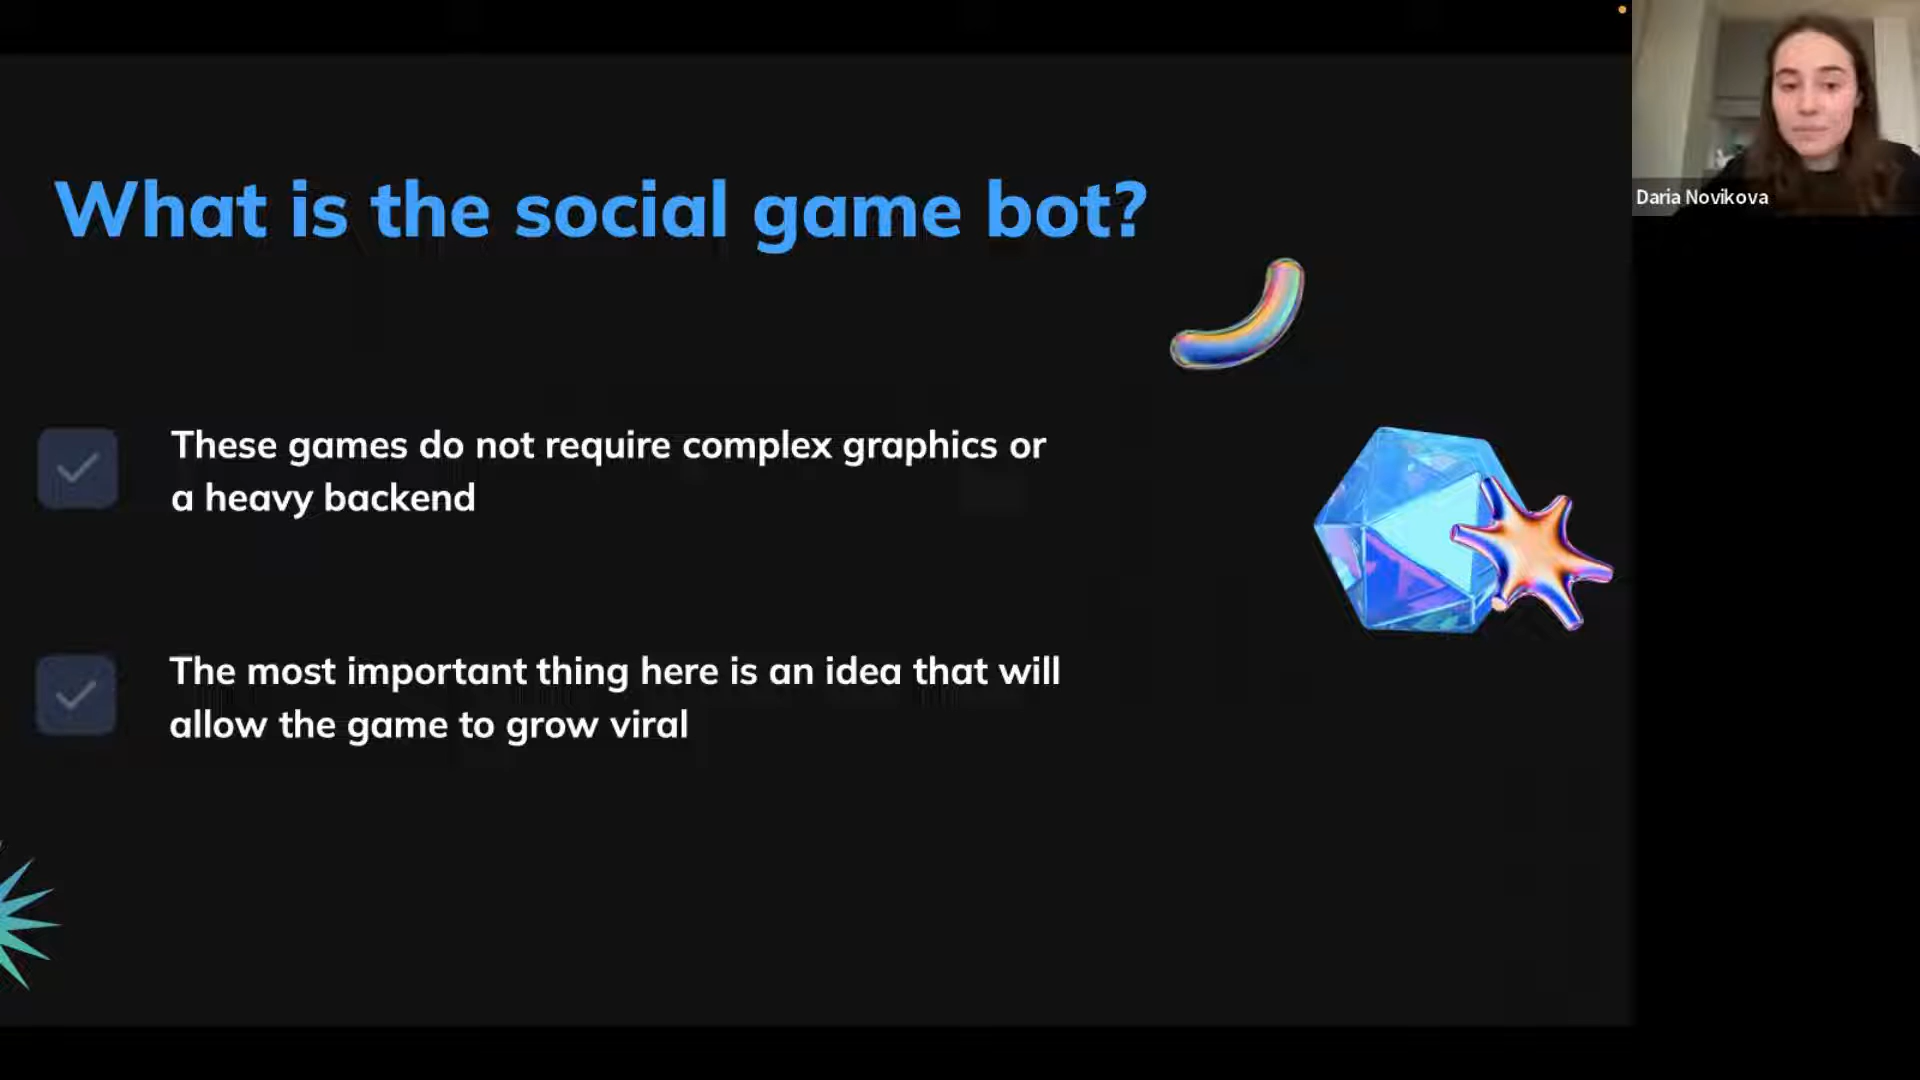 What is the social game bot?
These games do not require complex graphics or
a heavy backend
The most important thing here is an idea that will
allow the game to grow viral
Daria Novikova